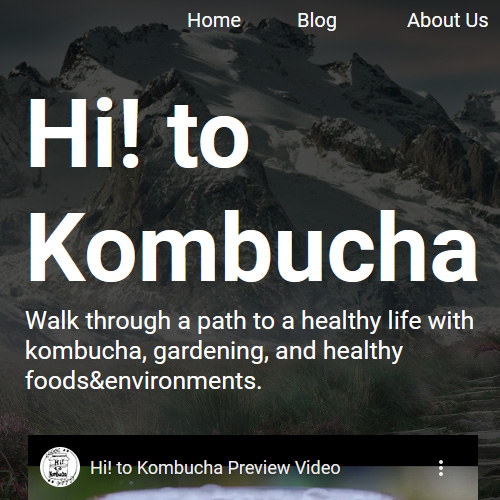 Home Blog About Us
Hi! to
Kombucha
Walk through a path to a healthy life with
kombucha, gardening, and healthy
foods&environments.
Hi! to Kombucha Preview Video